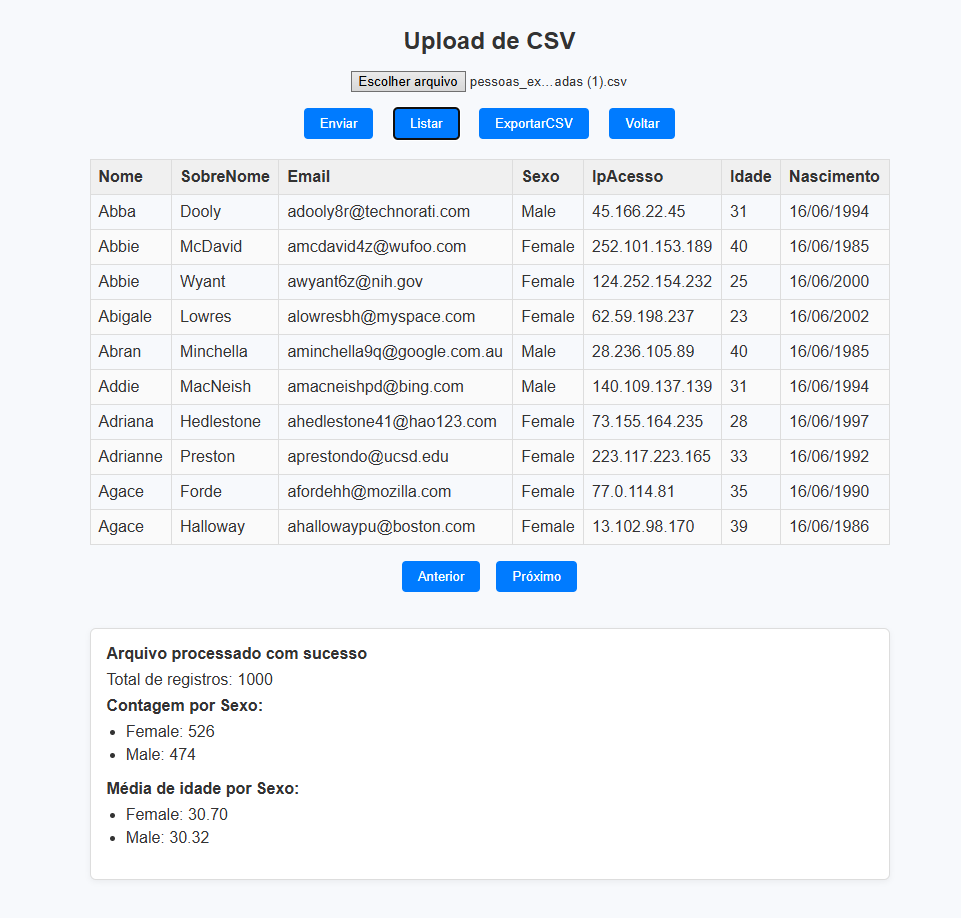 Upload de CSV
Escolher arquivo pessoas_ex...adas (1).csv
Enviar Listar ExportarCSV Voltar
Nome SobreNome Email Sexo IpAcesso Idade Nascimento
Abba Dooly adooly8r@technorati.com Male 45.166.22.45 31 16/06/1994
Abbie McDavid amcdavid4z@wufoo.com Female 252.101.153.189 40 16/06/1985
Abbie Wyant awyant6z@nih.gov Female 124.252.154.232 25 16/06/2000
Abigale Lowres alowresbh@myspace.com Female 62.59.198.237 23 16/06/2002
Abran Minchella aminchella9q@google.com.au Male 28.236.105.89 40 16/06/1985
Addie MacNeish amacneishpd@bing.com Male 140.109.137.139 31 16/06/1994
Adriana Hedlestone ahedlestone41@hao123.com Female 73.155.164.235 28 16/06/1997
Adrianne Preston aprestondo@ucsd.edu Female 223.117.223.165 33 16/06/1992
Agace Forde afordehh@mozilla.com Female 77.0.114.81 35 16/06/1990
Agace Halloway ahallowaypu@boston.com Female 13.102.98.170 39 16/06/1986
Anterior Próximo
Arquivo processado com sucesso
Total de registros: 1000
Contagem por Sexo:
• Female: 526
• Male: 474
Média de idade por Sexo:
• Female: 30.70
• Male: 30.32